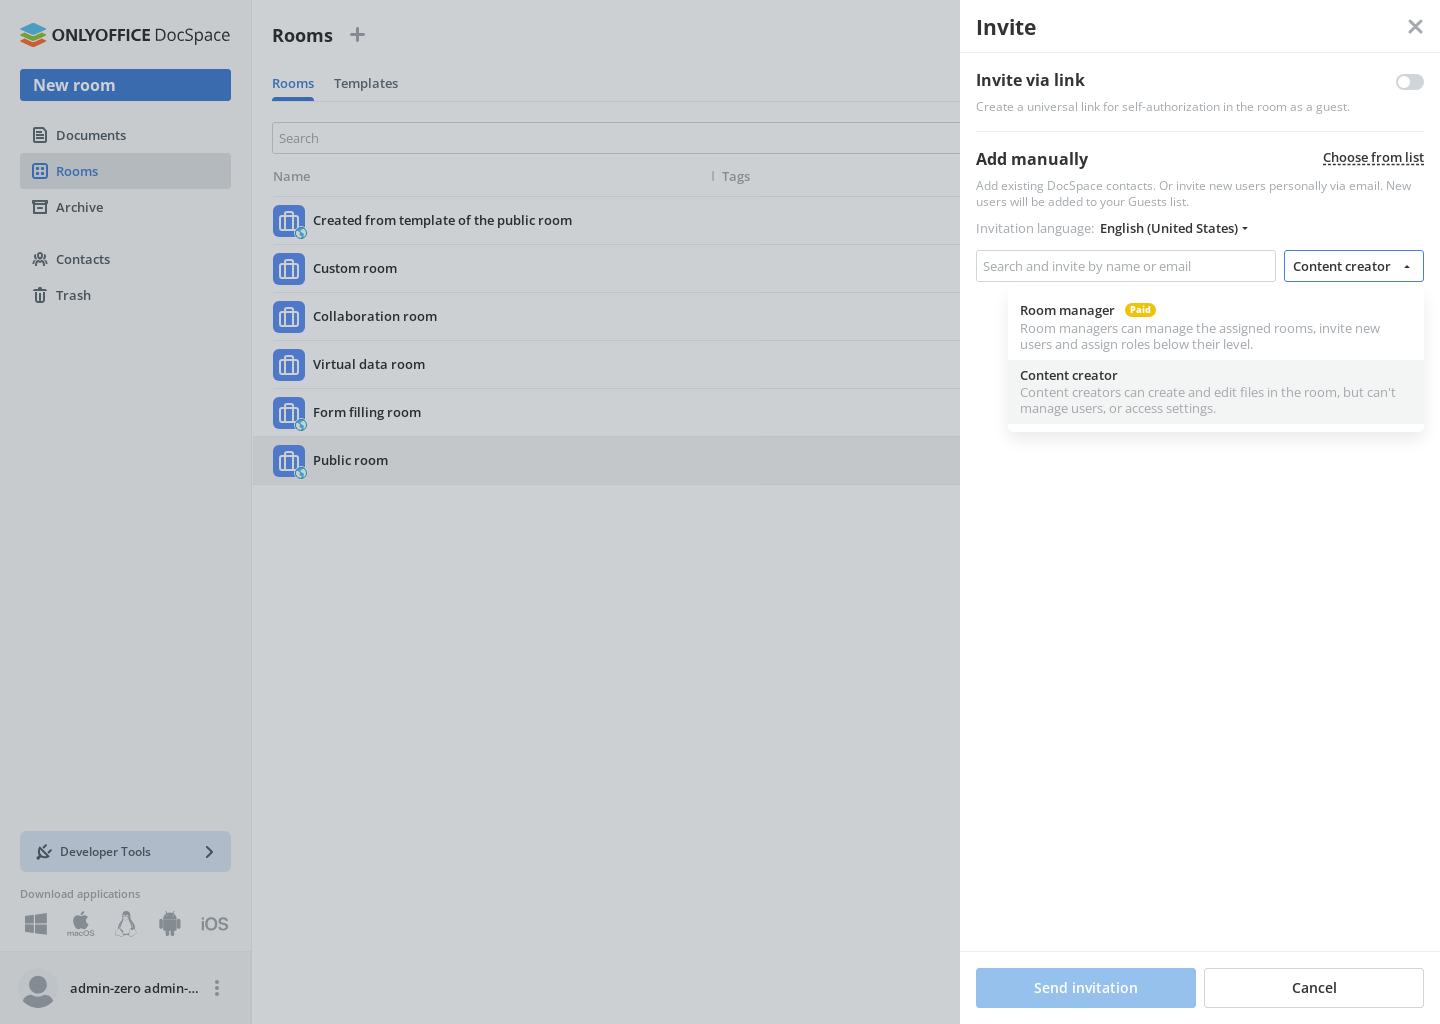 ONLYOFFICE DocSpace
New room
Documents
Rooms
Archive
Contacts
Trash
Developer Tools
Download applications
macOS
iOS
admin-zero admin-...
Rooms
Rooms Templates
Search
Name Tags
Created from template of the public room
Custom room
Collaboration room
Virtual data room
Form filling room
Public room
Invite
Invite via link
Create a universal link for self-authorization in the room as a guest.
Add manually Choose from list
Add existing DocSpace contacts. Or invite new users personally via email. New
users will be added to your Guests list.
Invitation language: English (United States)
Search and invite by name or email Content creator
Room manager Paid
Room managers can manage the assigned rooms, invite new
users and assign roles below their level.
Content creator
Content creators can create and edit files in the room, but can't
manage users, or access settings.
Send invitation Cancel